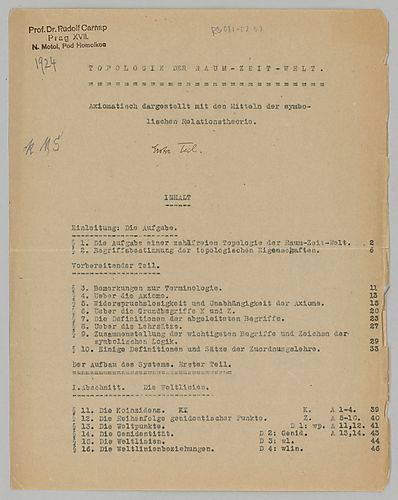 Prof. Dr. Rudolf Carnap
Prag XVII.
N. Motol, Pod Homolkou
1924
TOPOLOGIE DER RAUM-ZEIT-WELT.
Axiomatisch dargestellt mit den Mitteln der symbo-
lischen Relationstheorie.
Erster Teil.
INHALT
Einleitung: Die Aufgabe.
§ 1. Die Aufgabe einer zahlfreien Topologie der Raum-Zeit-Welt. 2
§ 2. Begriffsbestimmung der topologischen Eigenschaften. 6
Vorbereitender Teil.
§ 3. Bemerkungen zur Terminologie. 11
§ 4. Ueber die Axiome. 13
§ 5. Widerspruchslosigkeit und Unabhängigkeit der Axiome. 15
§ 6. Ueber die Grundbegriffe K und Z. 20
§ 7. Die Definitionen der abgeleiteten Begriffe. 23
§ 8. Ueber die Lehrsätze. 27
§ 9. Zusammenstellung der wichtigsten Begriffe und Zeichen der
symbolischen Logik. 29
§ 10. Einige Definitionen und Sätze der Zuordnungslehre. 33
Der Aufbau des Systems. Erster Teil.
I.Abschnitt. Die Weltlinien.
§ 11. Die Koinzidenz. K. A 1-4. 39
§ 12. Die Reihenfolge genidentischer Punkte. Z. A 5-10. 40
§ 13. Die Weltpunkte. D 1: wp. A 11,12. 41
§ 14. Die Genidentität. D 2: Genid. A 13,14. 43
§ 15. Die Weltlinien. D 3: wl. 44
§ 16. Die Weltlinienbeziehungen. D 4: wlin. 46